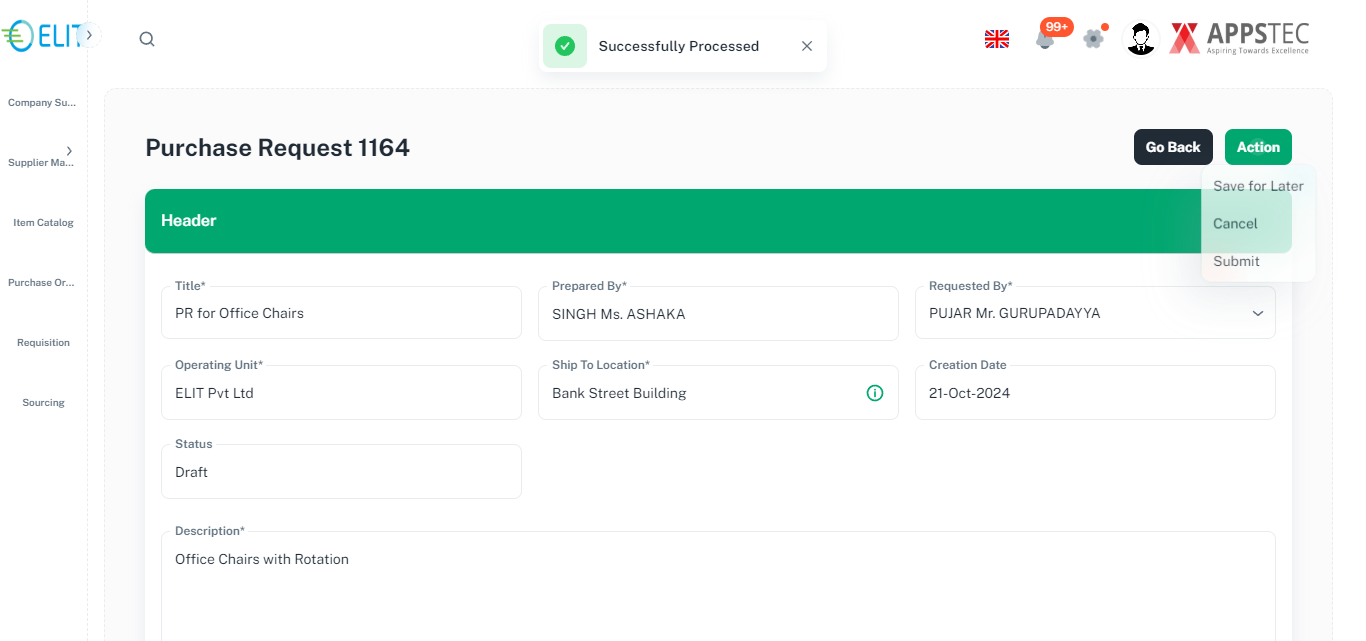 ELIT
Successfully Processed
99+
APPSTEC
Aspiring Towards Excellence
Company Su...
Supplier Ma...
Item Catalog
Purchase Or...
Requisition
Sourcing
Purchase Request 1164
Go Back
Action
Save for Later
Cancel
Submit
Header
Title*
PR for Office Chairs
Prepared By*
SINGH Ms. ASHAKA
Requested By*
PUJAR Mr. GURUPADAYYA
Operating Unit*
ELIT Pvt Ltd
Ship To Location*
Bank Street Building
Creation Date
21-Oct-2024
Status
Draft
Description*
Office Chairs with Rotation